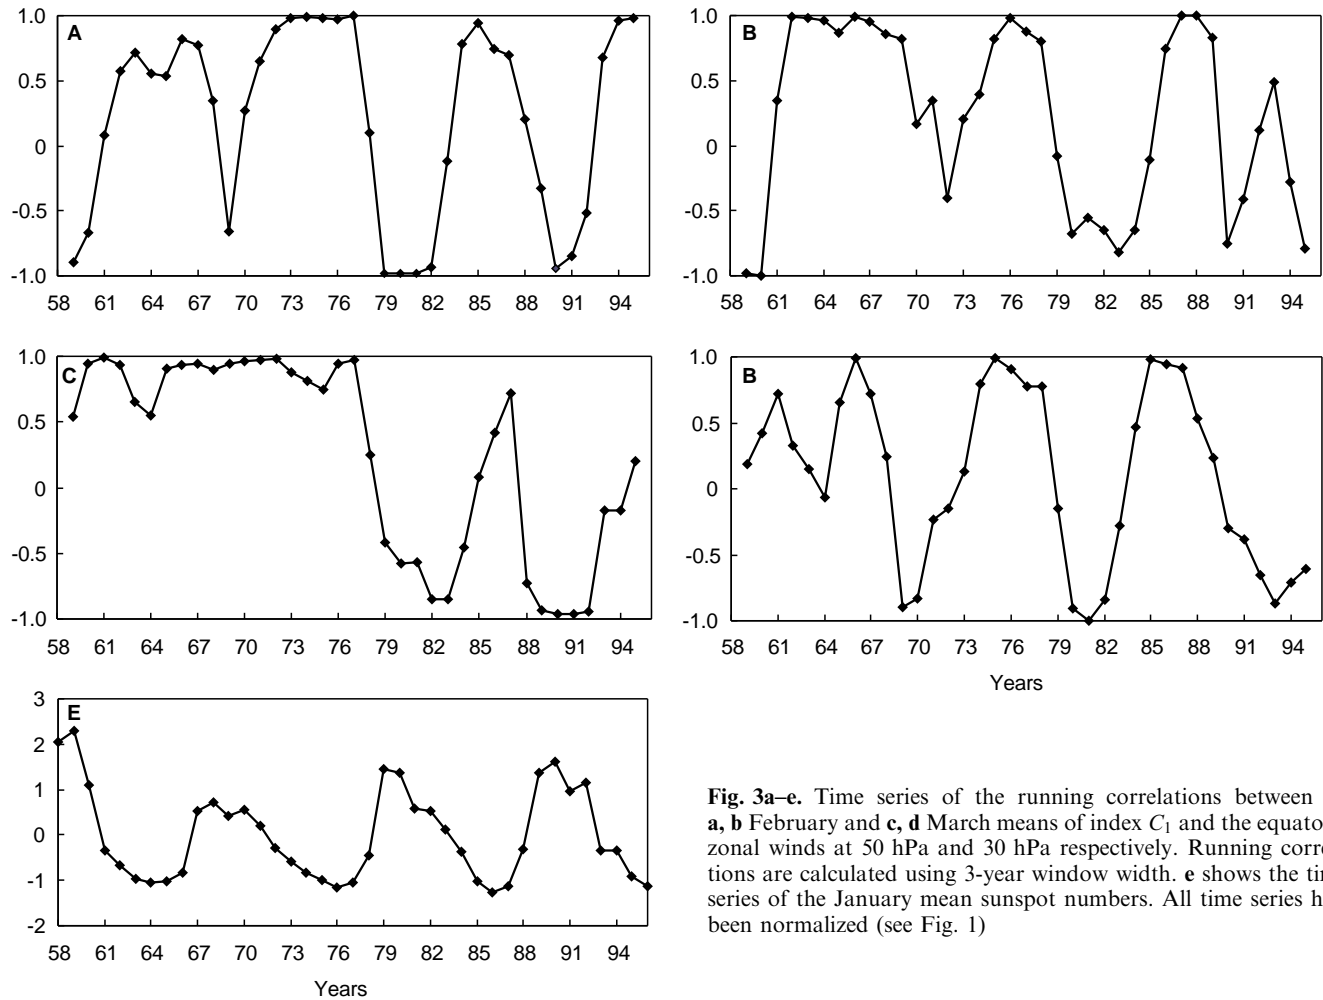 A
1.0
0.5
0
-0.5
-1.0
58 61 64 67 70 73 76 79 82 85 88 91 94
B
1.0
0.5
0
-0.5
-1.0
58 61 64 67 70 73 76 79 82 85 88 91 94
C
1.0
0.5
0
-0.5
-1.0
58 61 64 67 70 73 76 79 82 85 88 91 94
B
1.0
0.5
0
-0.5
-1.0
58 61 64 67 70 73 76 79 82 85 88 91 94
Years
E
3
2
1
0
-1
-2
58 61 64 67 70 73 76 79 82 85 88 91 94
Years
Fig. 3a–e. Time series of the running correlations between
a, b February and c, d March means of index C1 and the
zonal winds at 50 hPa and 30 hPa respectively. Running
tions are calculated using 3-year window width. e shows the
series of the January mean sunspot numbers. All time series
been normalized (see Fig. 1)